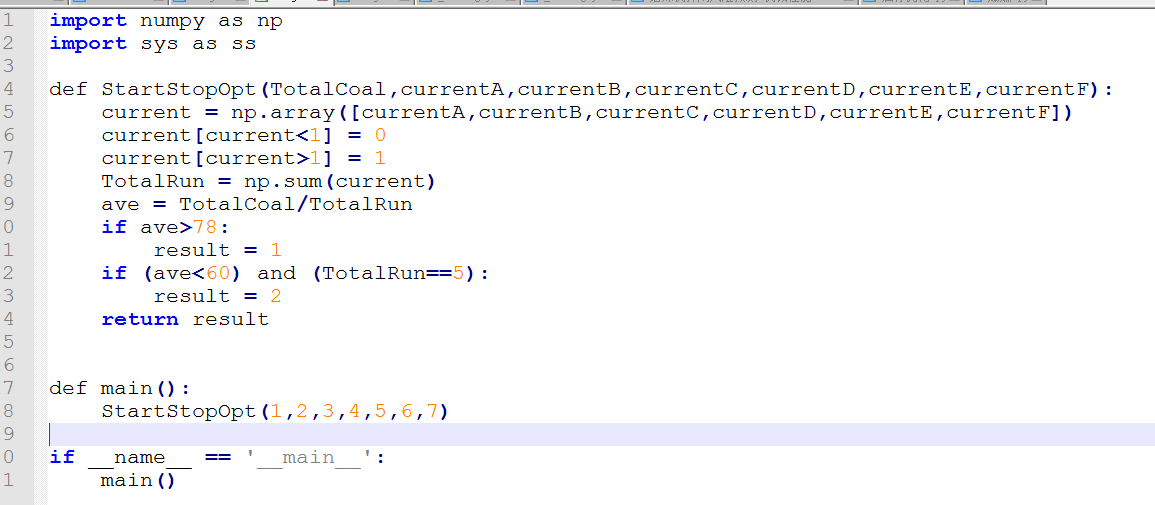 1 import numpy as np
2 import sys as ss
3
4 def StartStopOpt(TotalCoal,currentA,currentB,currentC,currentD,currentE,currentF):
5     current = np.array([currentA,currentB,currentC,currentD,currentE,currentF])
6     current[current<1] = 0
7     current[current>1] = 1
8     TotalRun = np.sum(current)
9     ave = TotalCoal/TotalRun
0     if ave>78:
1         result = 1
2     if (ave<60) and (TotalRun==5):
3         result = 2
4     return result
5
6
7 def main():
8     StartStopOpt(1,2,3,4,5,6,7)
9
0 if __name__ == '__main__':
1     main()